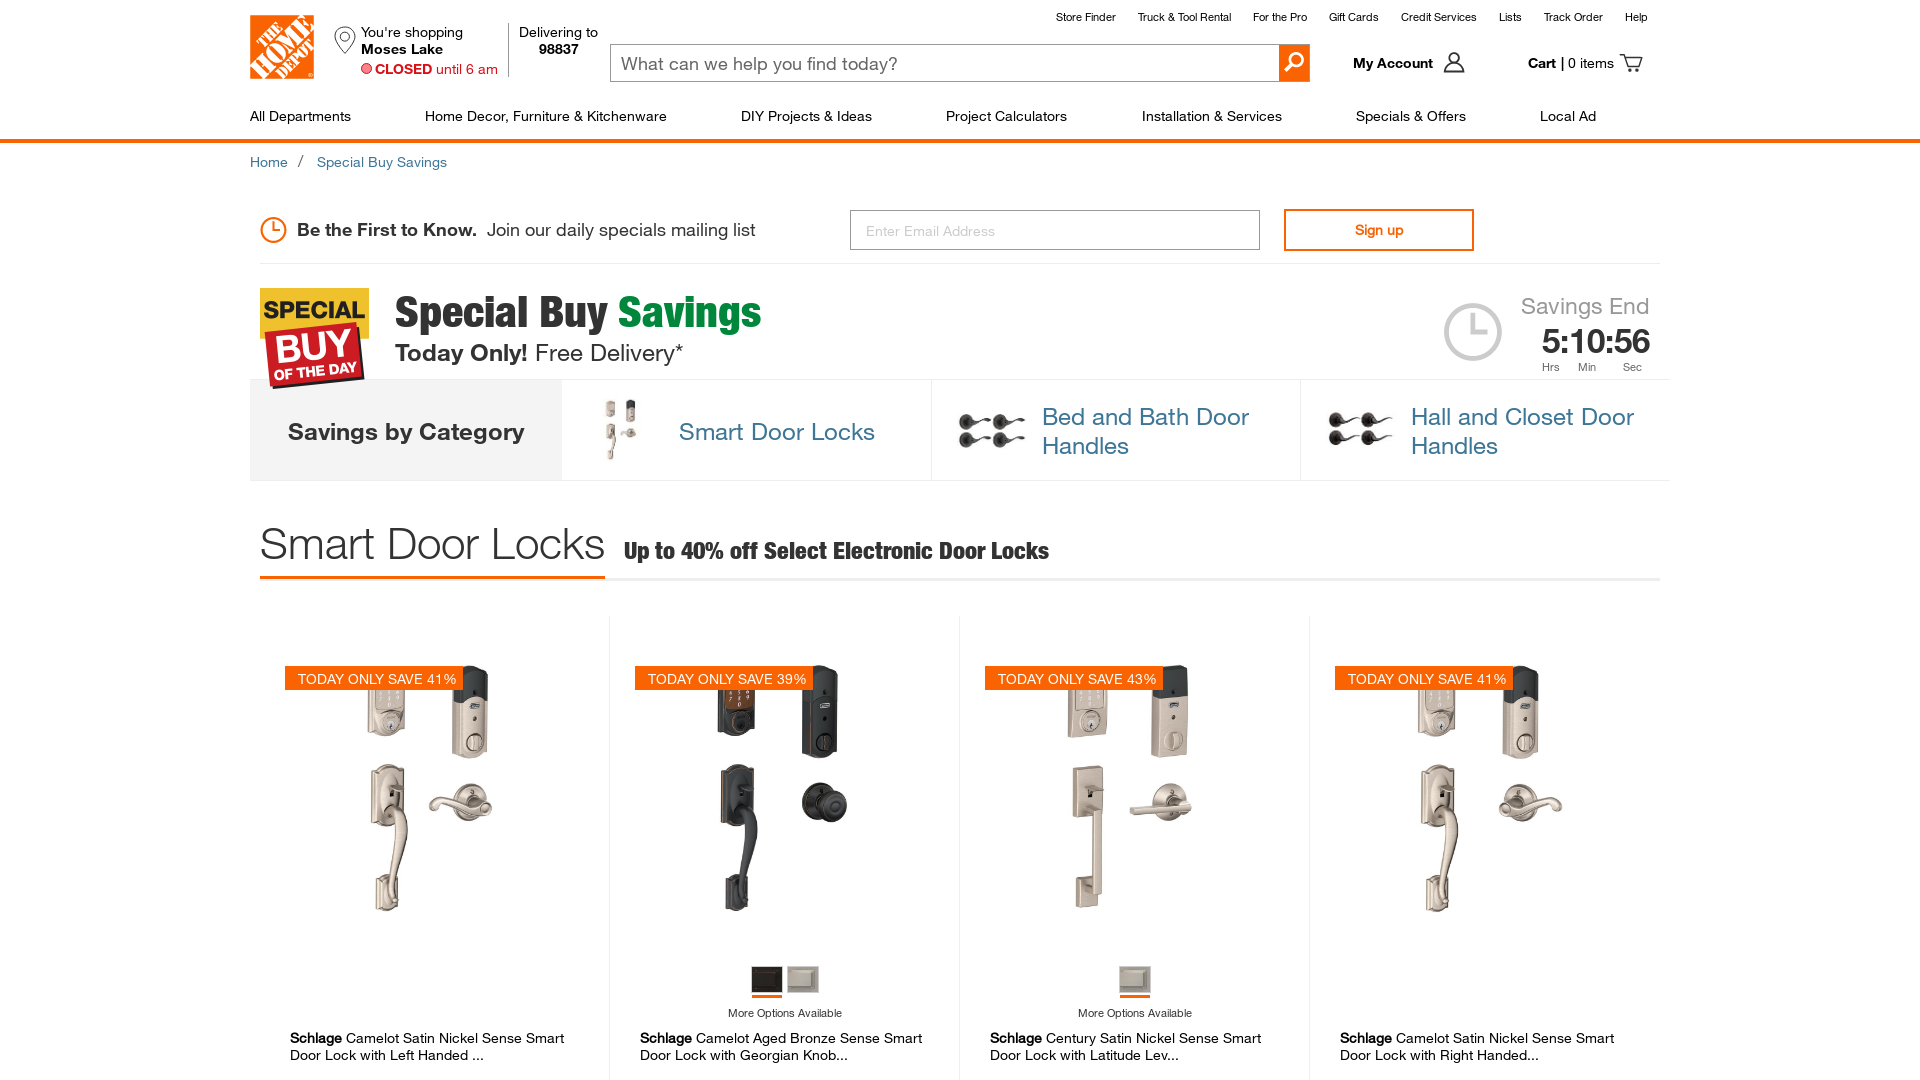 Store Finder Truck & Tool Rental For the Pro Gift Cards Credit Services Lists Track Order Help
THE HOME DEPOT
You're shopping
Moses Lake
CLOSED until 6 am
Delivering to
98837
What can we help you find today?
My Account
Cart | 0 items
All Departments Home Decor, Furniture & Kitchenware DIY Projects & Ideas Project Calculators Installation & Services Specials & Offers Local Ad
Home / Special Buy Savings
Be the First to Know. Join our daily specials mailing list
Enter Email Address
Sign up
SPECIAL
BUY
OF THE DAY
Special Buy Savings
Today Only! Free Delivery*
Savings End
5:10:56
Hrs Min Sec
Savings by Category
Smart Door Locks
Bed and Bath Door
Handles
Hall and Closet Door
Handles
Smart Door Locks Up to 40% off Select Electronic Door Locks
TODAY ONLY SAVE 41%
TODAY ONLY SAVE 39%
TODAY ONLY SAVE 43%
TODAY ONLY SAVE 41%
More Options Available
More Options Available
Schlage Camelot Satin Nickel Sense Smart
Door Lock with Left Handed ...
Schlage Camelot Aged Bronze Sense Smart
Door Lock with Georgian Knob...
Schlage Century Satin Nickel Sense Smart
Door Lock with Latitude Lev...
Schlage Camelot Satin Nickel Sense Smart
Door Lock with Right Handed...